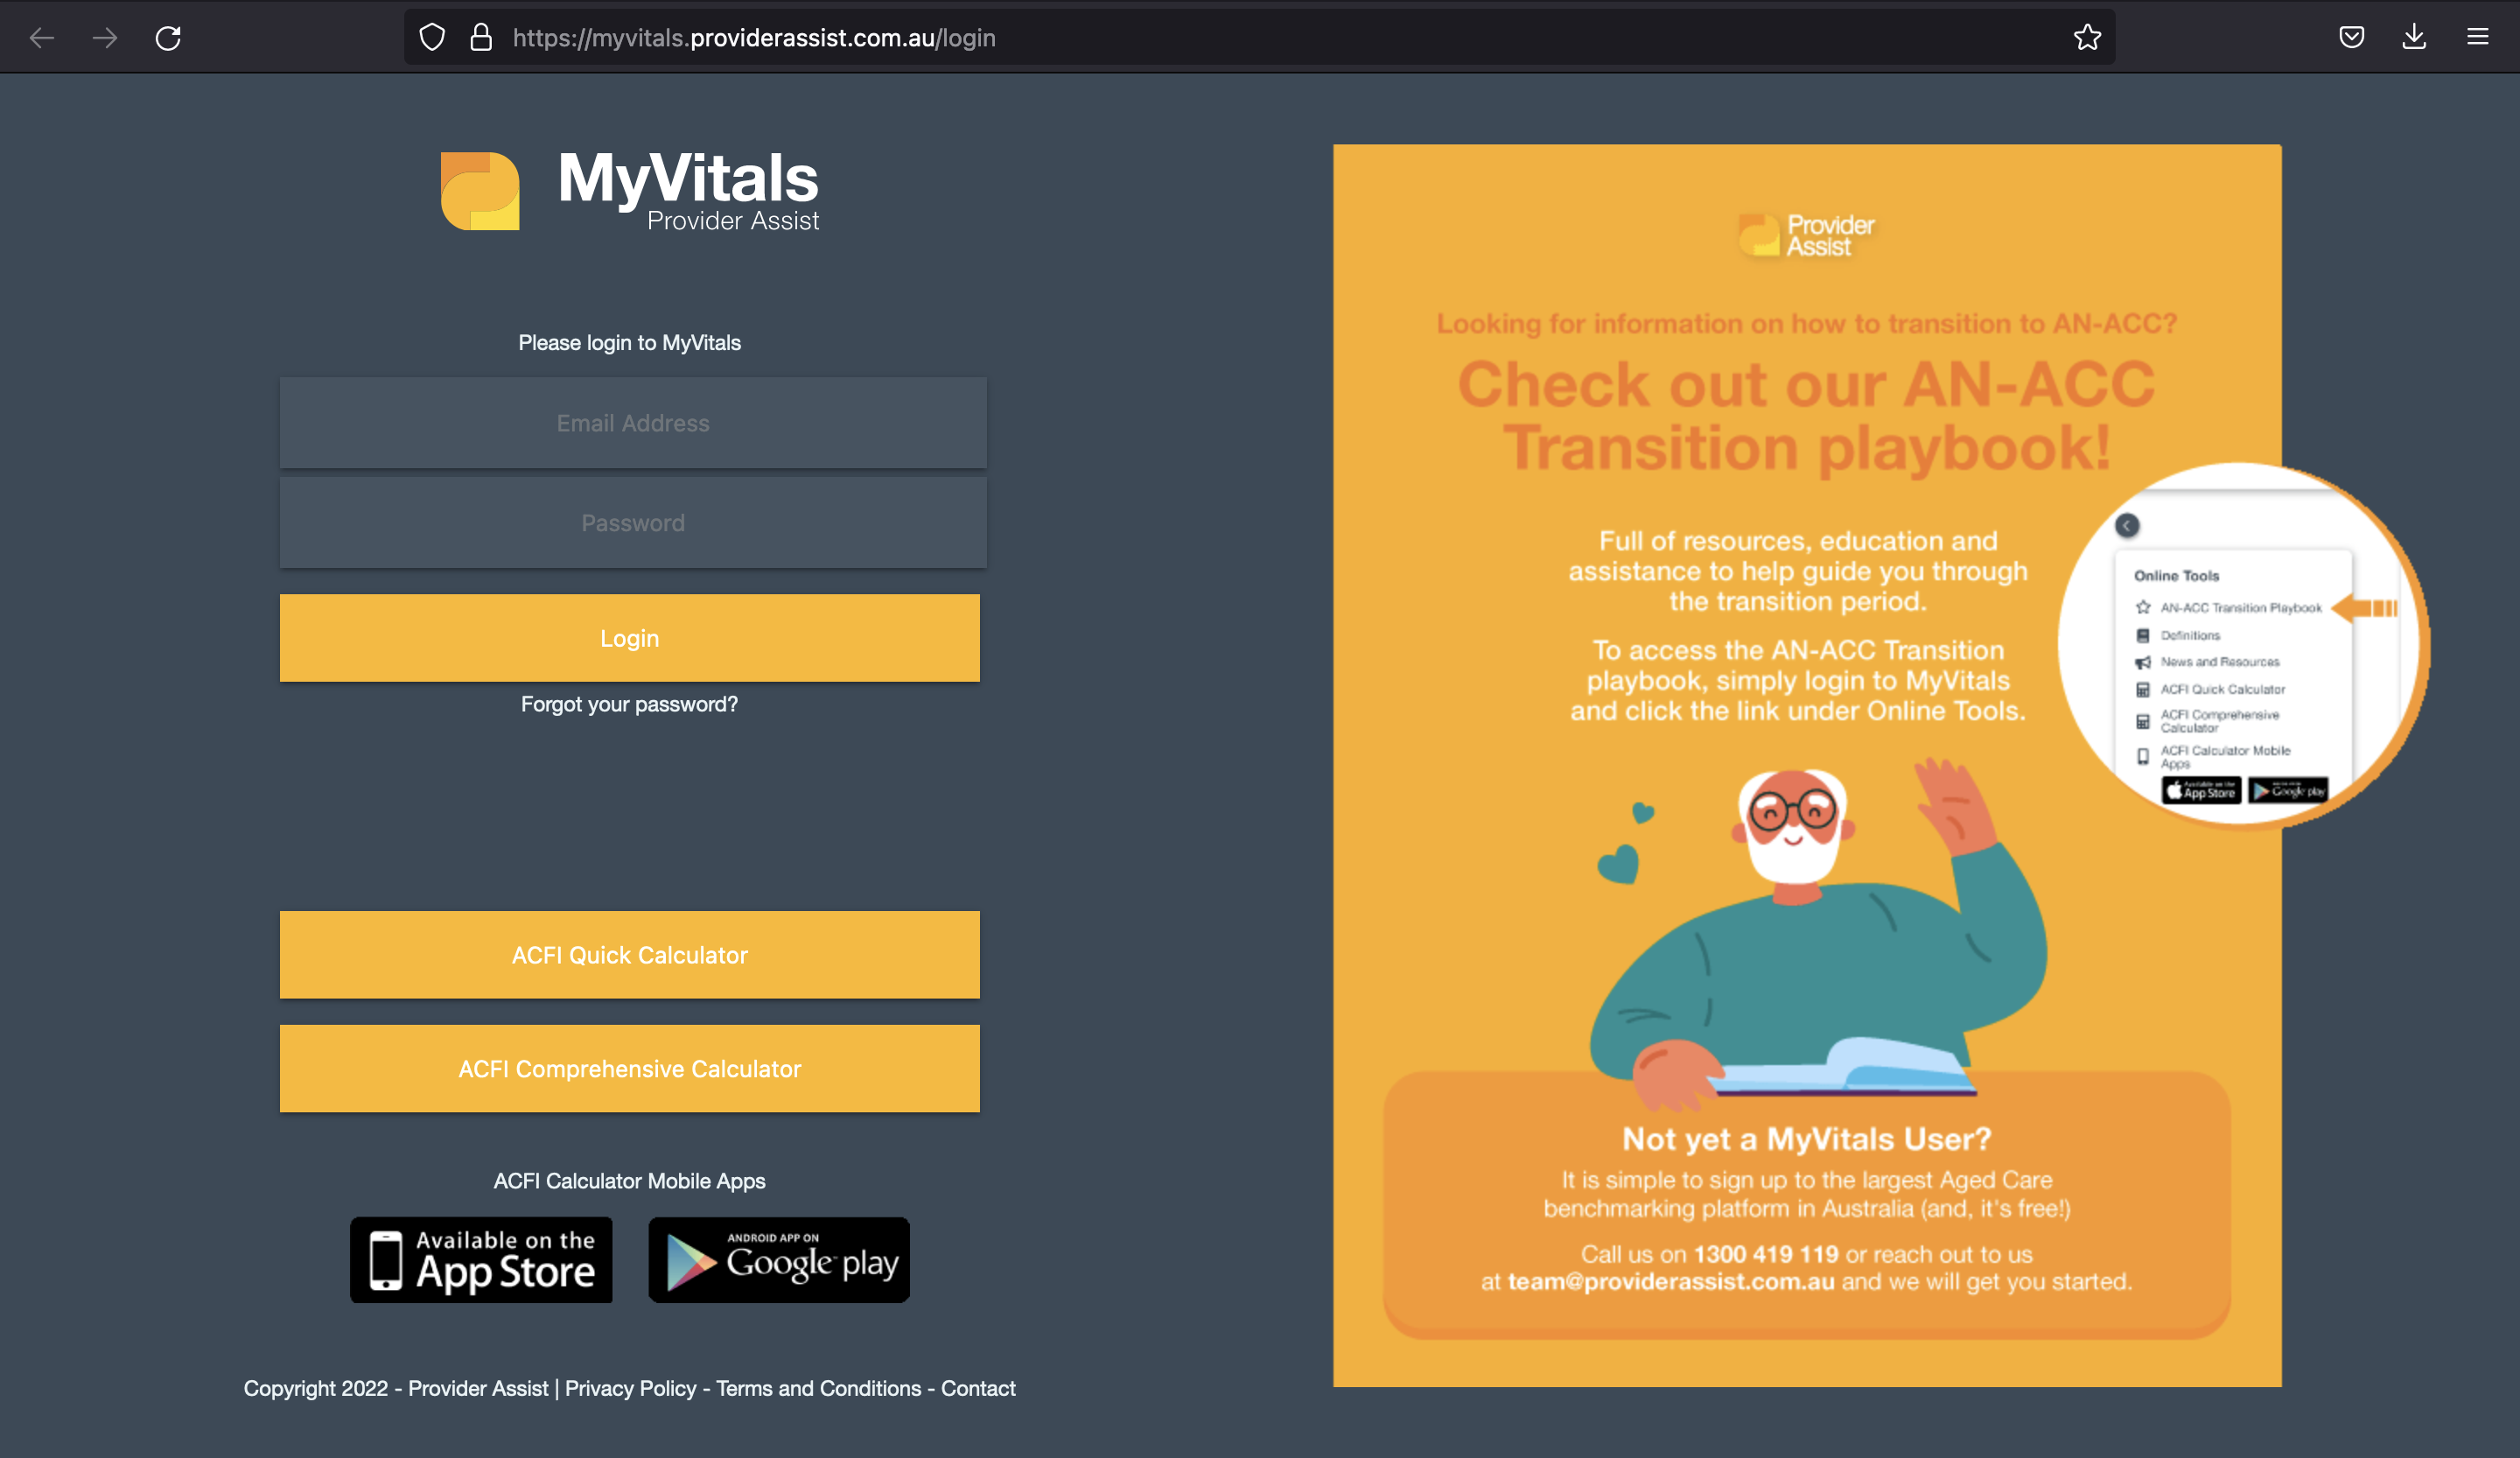 https://myvitals.providerassist.com.au/login
MyVitals
Provider Assist
Please login to MyVitals
Email Address
Password
Login
Forgot your password?
ACFI Quick Calculator
ACFI Comprehensive Calculator
ACFI Calculator Mobile Apps
Available on the
App Store
ANDROID APP ON
Google play
Copyright 2022 - Provider Assist | Privacy Policy - Terms and Conditions - Contact
Provider
Assist
Looking for information on how to transition to AN-ACC?
Check out our AN-ACC
Transition playbook!
Full of resources, education and
assistance to help guide you through
the transition period.
To access the AN-ACC Transition
playbook, simply login to MyVitals
and click the link under Online Tools.
Online Tools
AN-ACC Transition Playbook
Definitions
News and Resources
ACFI Quick Calculator
ACFI Comprehensive
Calculator
ACFI Calculator Mobile
Apps
Available on the
App Store
Google play
Not yet a MyVitals User?
It is simple to sign up to the largest Aged Care
benchmarking platform in Australia (and, it's free!)
Call us on 1300 419 119 or reach out to us
at team@providerassist.com.au and we will get you started.